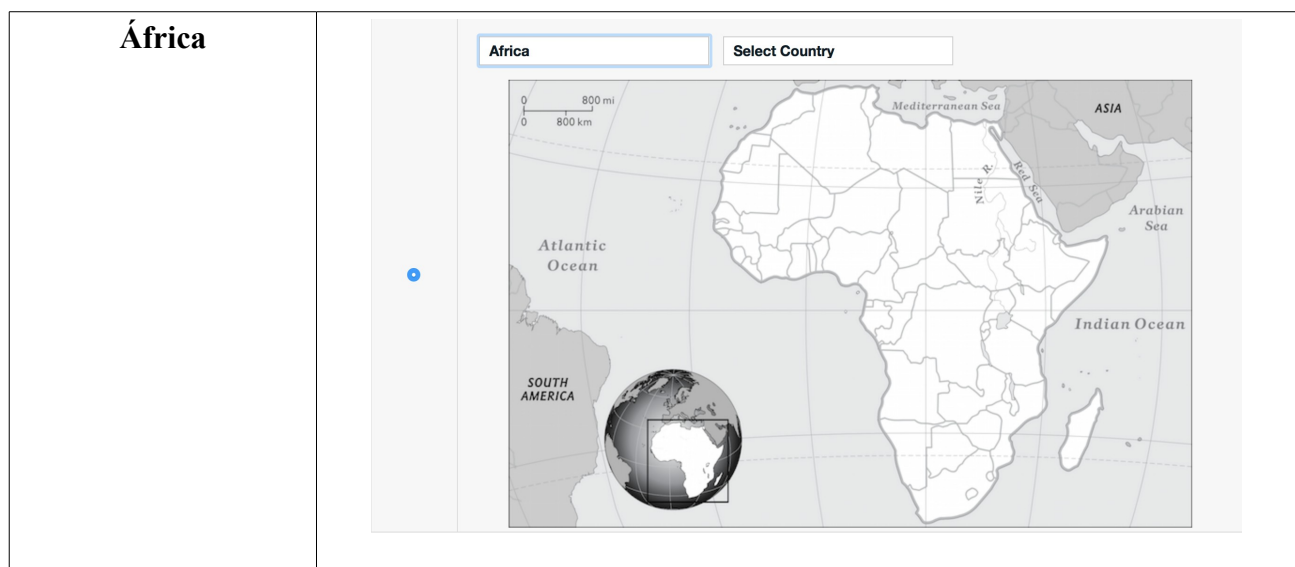 África
Africa
Select Country
0 800 mi
0 800 km
Mediterranean Sea
ASIA
Nile R.
Red Sea
Arabian
Sea
Atlantic
Ocean
Indian Ocean
SOUTH
AMERICA